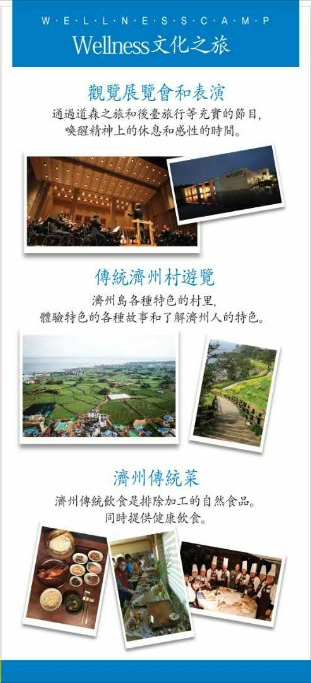 W·E·L·L·N·E·S·S·C·A·M·P
Wellness文化之旅
觀覽展覽會和表演
通過道森之旅和後臺旅行等充實的節目,
喚醒精神上的休息和感性的時間。
傳統濟州村遊覽
濟州島各種特色的村里,
體驗特色的各種故事和了解濟州人的特色。
濟州傳統菜
濟州傳統飲食是排除加工的自然食品。
同時提供健康飲食。